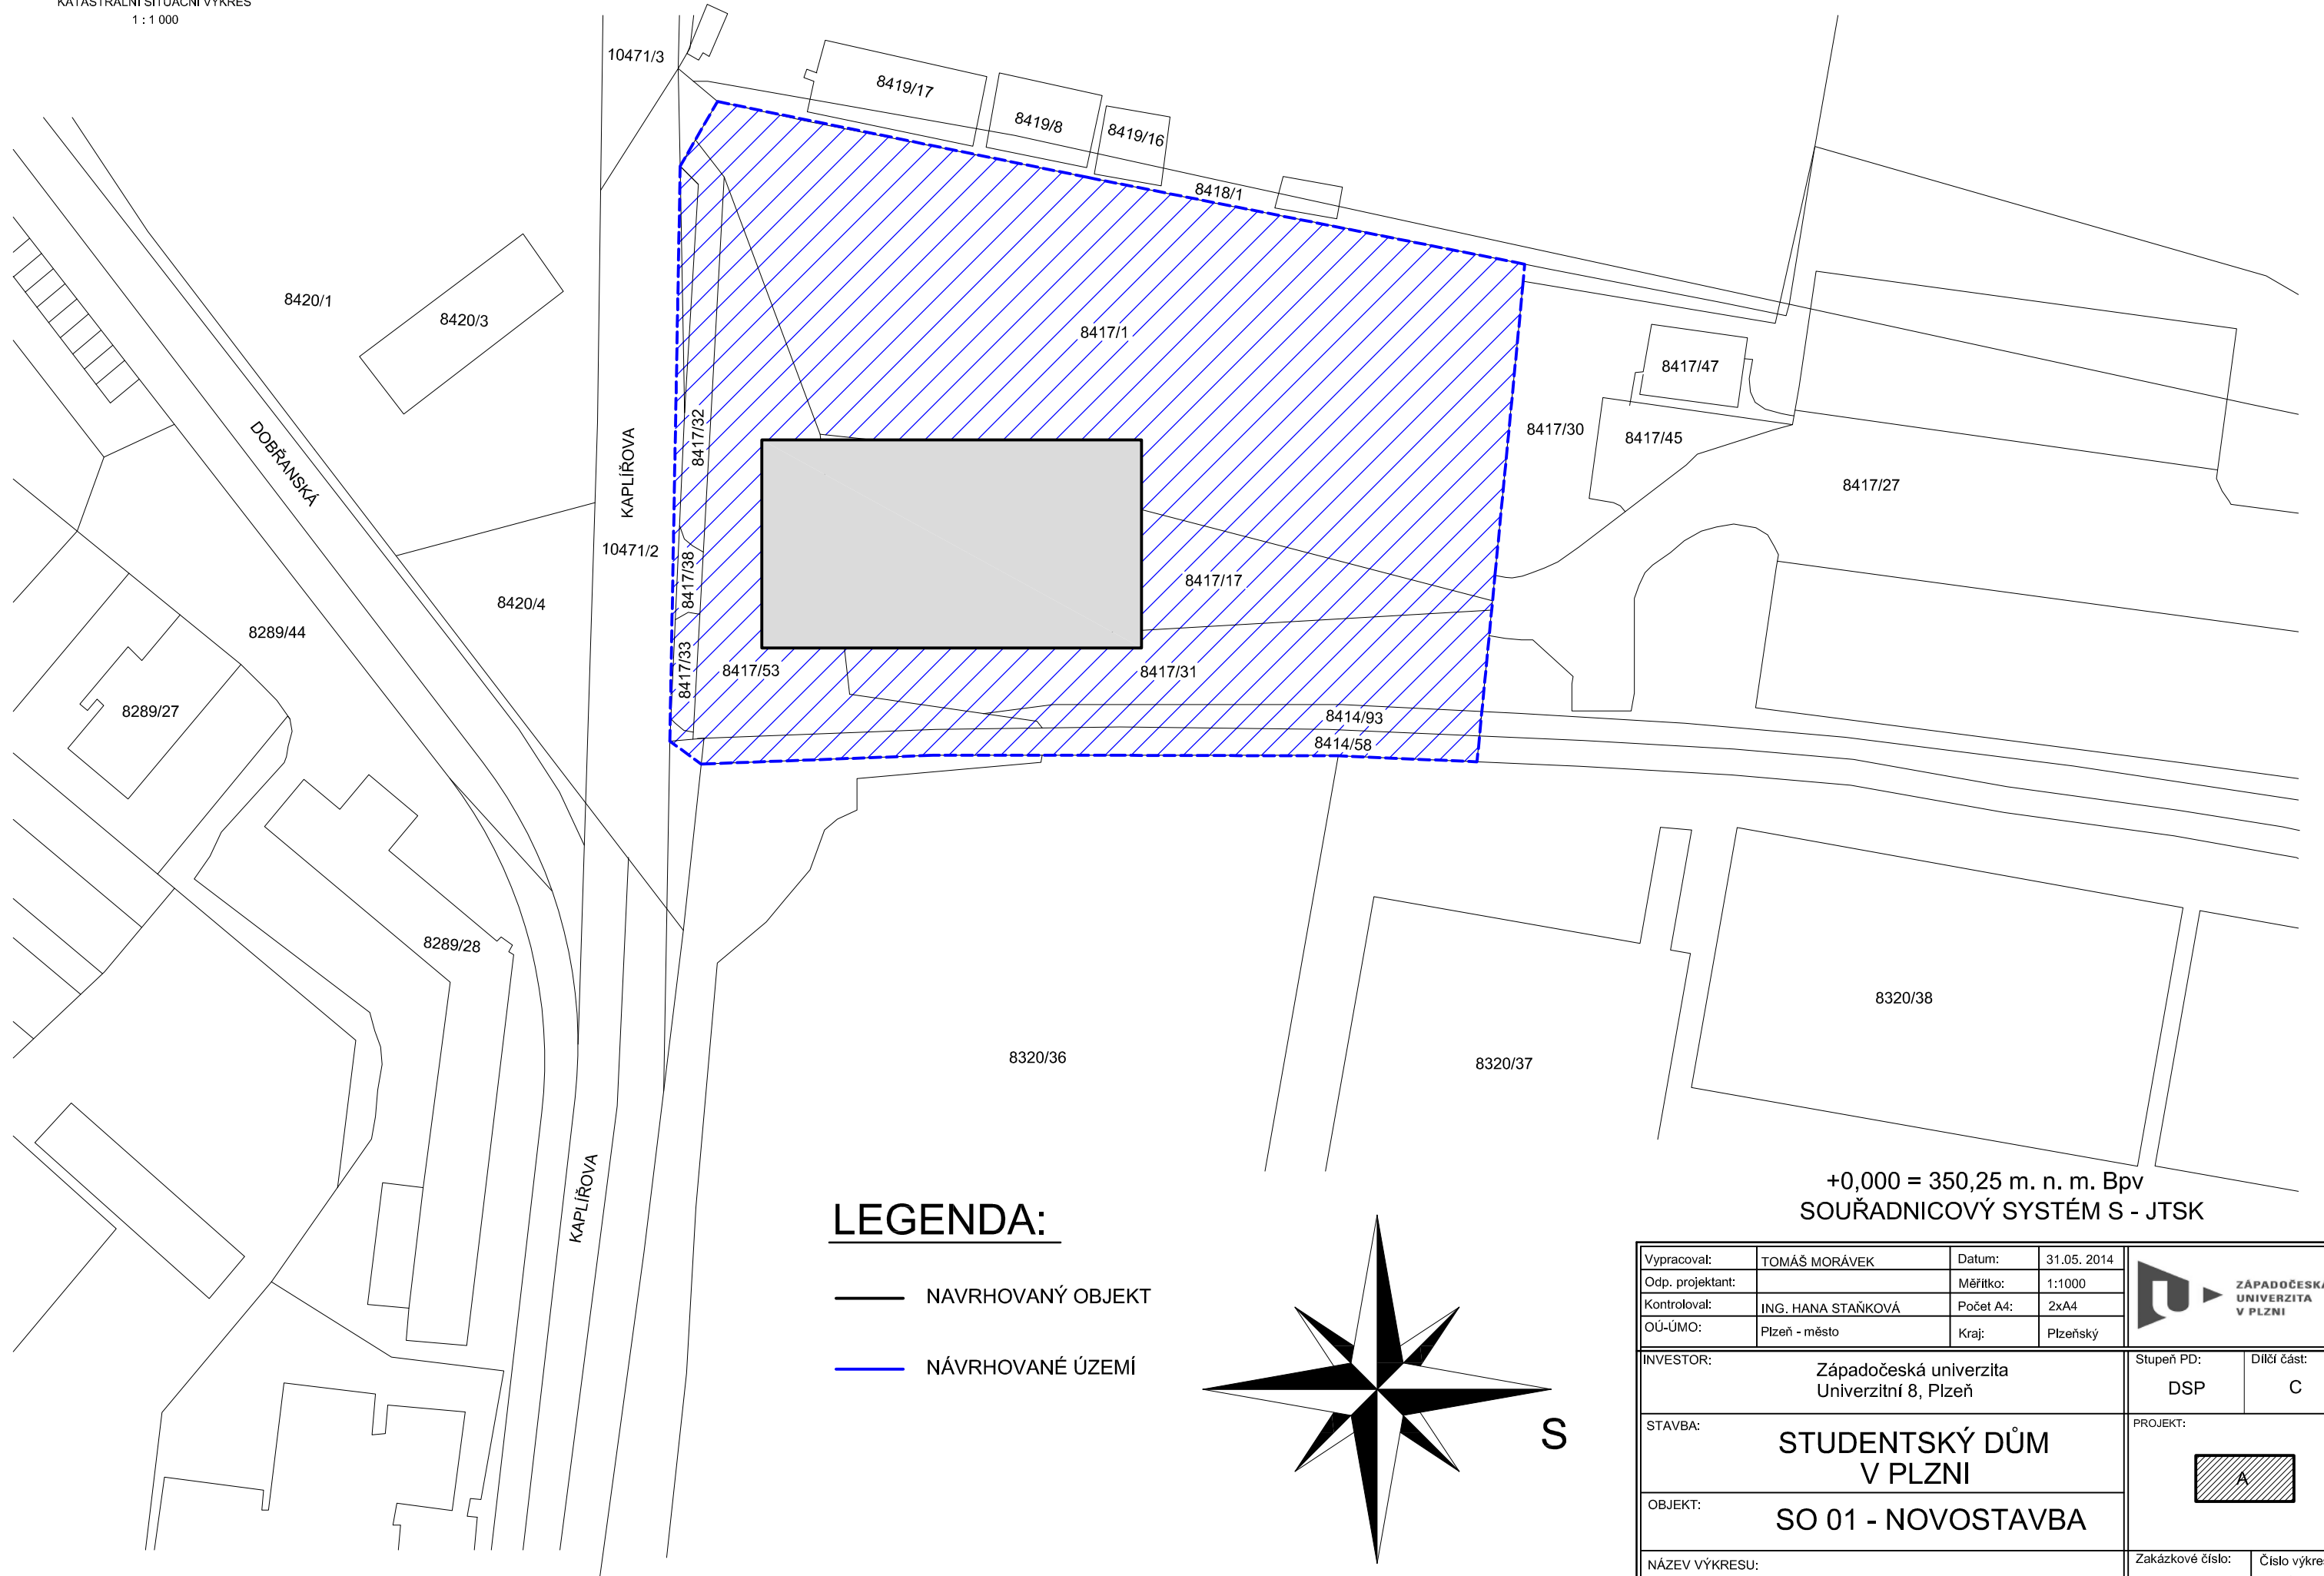 KATASTRÁLNÍ SITUAČNÍ VÝKRES
1 : 1 000
10471/3
8419/17
8419/8
8419/16
8418/1
8420/1
8420/3
8417/1
8417/47
8417/30
8417/45
8417/27
DOBŘANSKÁ
KAPLÍŘOVA
8417/32
10471/2
8417/38
8417/17
8420/4
8289/44
8417/33
8417/53
8417/31
8289/27
8414/93
8414/58
8289/28
8320/38
8320/36
8320/37
KAPLÍŘOVA
LEGENDA:
NAVRHOVANÝ OBJEKT
NÁVRHOVANÉ ÚZEMÍ
S
+0,000 = 350,25 m. n. m. Bpv
SOUŘADNICOVÝ SYSTÉM S - JTSK
Vypracoval: TOMÁŠ MORÁVEK Datum: 31.05. 2014
Odp. projektant: Měřítko: 1:1000
Kontroloval: ING. HANA STAŇKOVÁ Počet A4: 2xA4
OÚ-ÚMO: Plzeň - město Kraj: Plzeňský
ZÁPADOČESKÁ
UNIVERZITA
V PLZNI
INVESTOR: Západočeská univerzita
Univerzitní 8, Plzeň
Stupeň PD: Dílčí část:
DSP C
STAVBA: STUDENTSKÝ DŮM
V PLZNI
PROJEKT:
A
OBJEKT: SO 01 - NOVOSTAVBA
NÁZEV VÝKRESU:
Zakázkové číslo: Číslo